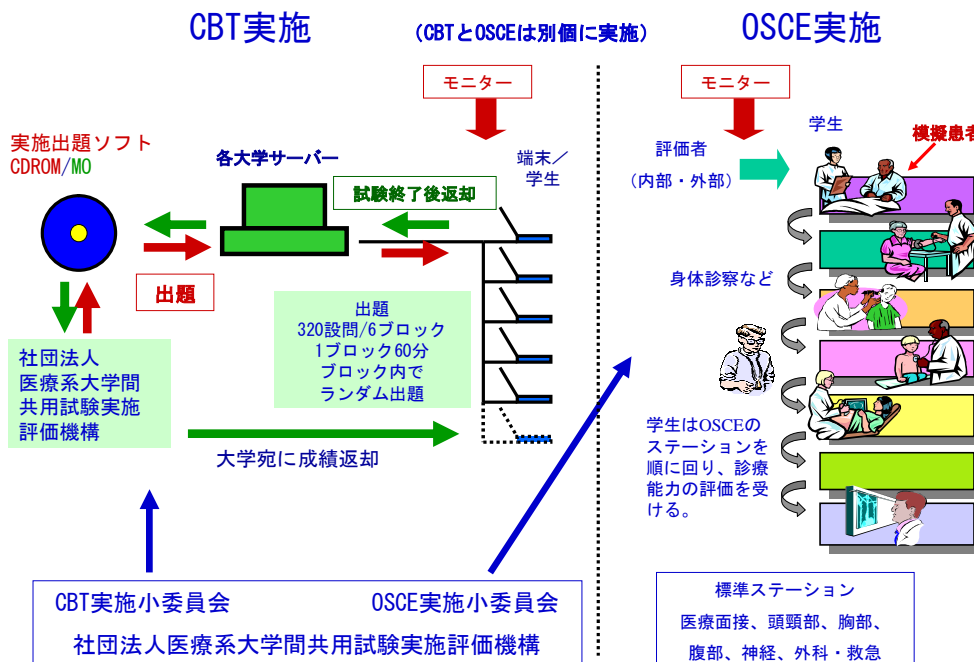 CBT実施
(CBTとOSCEは別個に実施)
OSCE実施
モニター
実施出題ソフト
CDROM/MO
各大学サーバー
端末／
学生
試験終了後返却
出題
出題
320設問/6ブロック
1ブロック60分
ブロック内で
ランダム出題
社団法人
医療系大学間
共用試験実施
評価機構
大学宛に成績返却
モニター
学生
模擬患者
評価者
（内部・外部）
身体診察など
学生はOSCEの
ステーションを
順に回り、診療
能力の評価を受
ける。
CBT実施小委員会
OSCE実施小委員会
社団法人医療系大学間共用試験実施評価機構
標準ステーション
医療面接、頭頸部、胸部、
腹部、神経、外科・救急